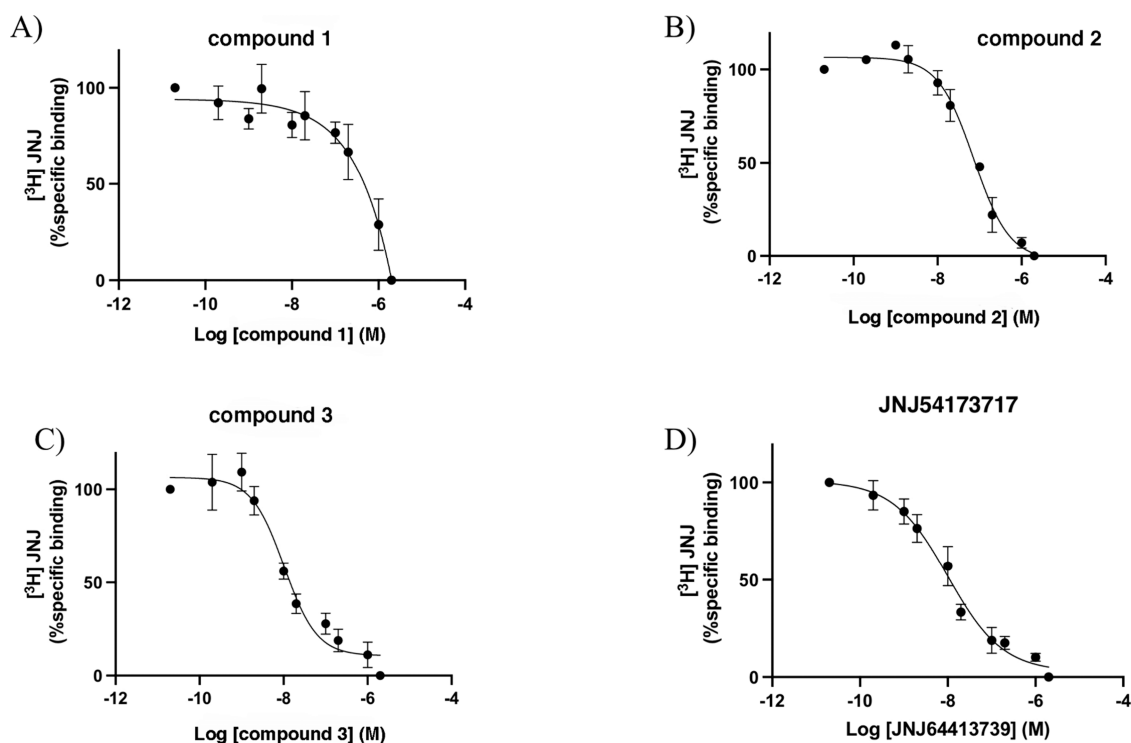 A)
compound 1
[³H] JNJ
(%specific binding)
100
50
0
-12 -10 -8 -6 -4
Log [compound 1] (M)
B)
compound 2
[³H] JNJ
(%specific binding)
100
50
0
-12 -10 -8 -6 -4
Log [compound 2] (M)
C)
compound 3
[³H] JNJ
(%specific binding)
100
50
0
-12 -10 -8 -6 -4
Log [compound 3] (M)
D)
JNJ54173717
[³H] JNJ
(%specific binding)
100
50
0
-12 -10 -8 -6 -4
Log [JNJ64413739] (M)